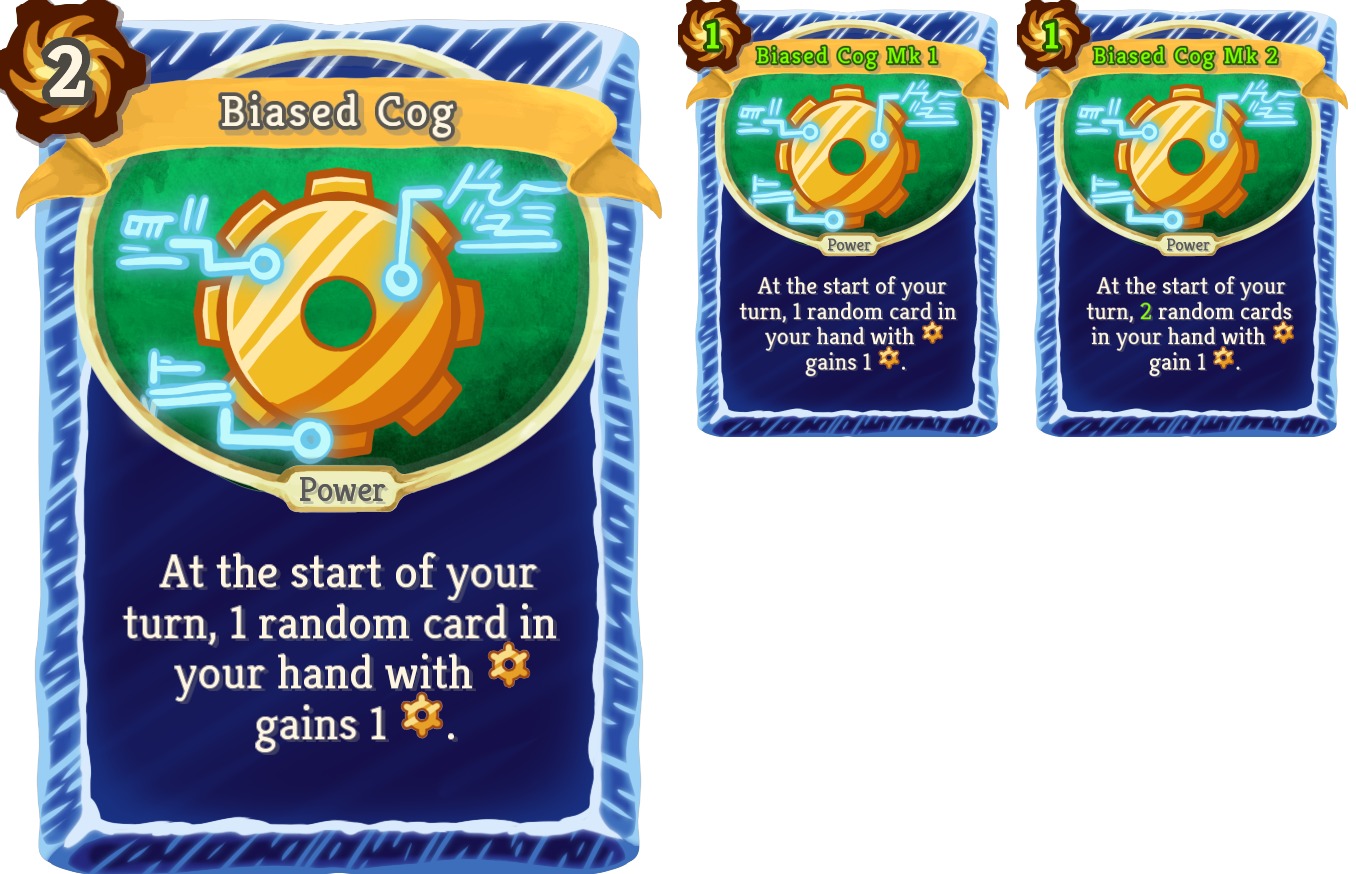 2
Biased Cog
Power
At the start of your
turn, 1 random card in
your hand with
gains 1 .
1
Biased Cog Mk 1
Power
At the start of your
turn, 1 random card in
your hand with
gains 1 .
1
Biased Cog Mk 2
Power
At the start of your
turn, 2 random cards
in your hand with
gain 1 .